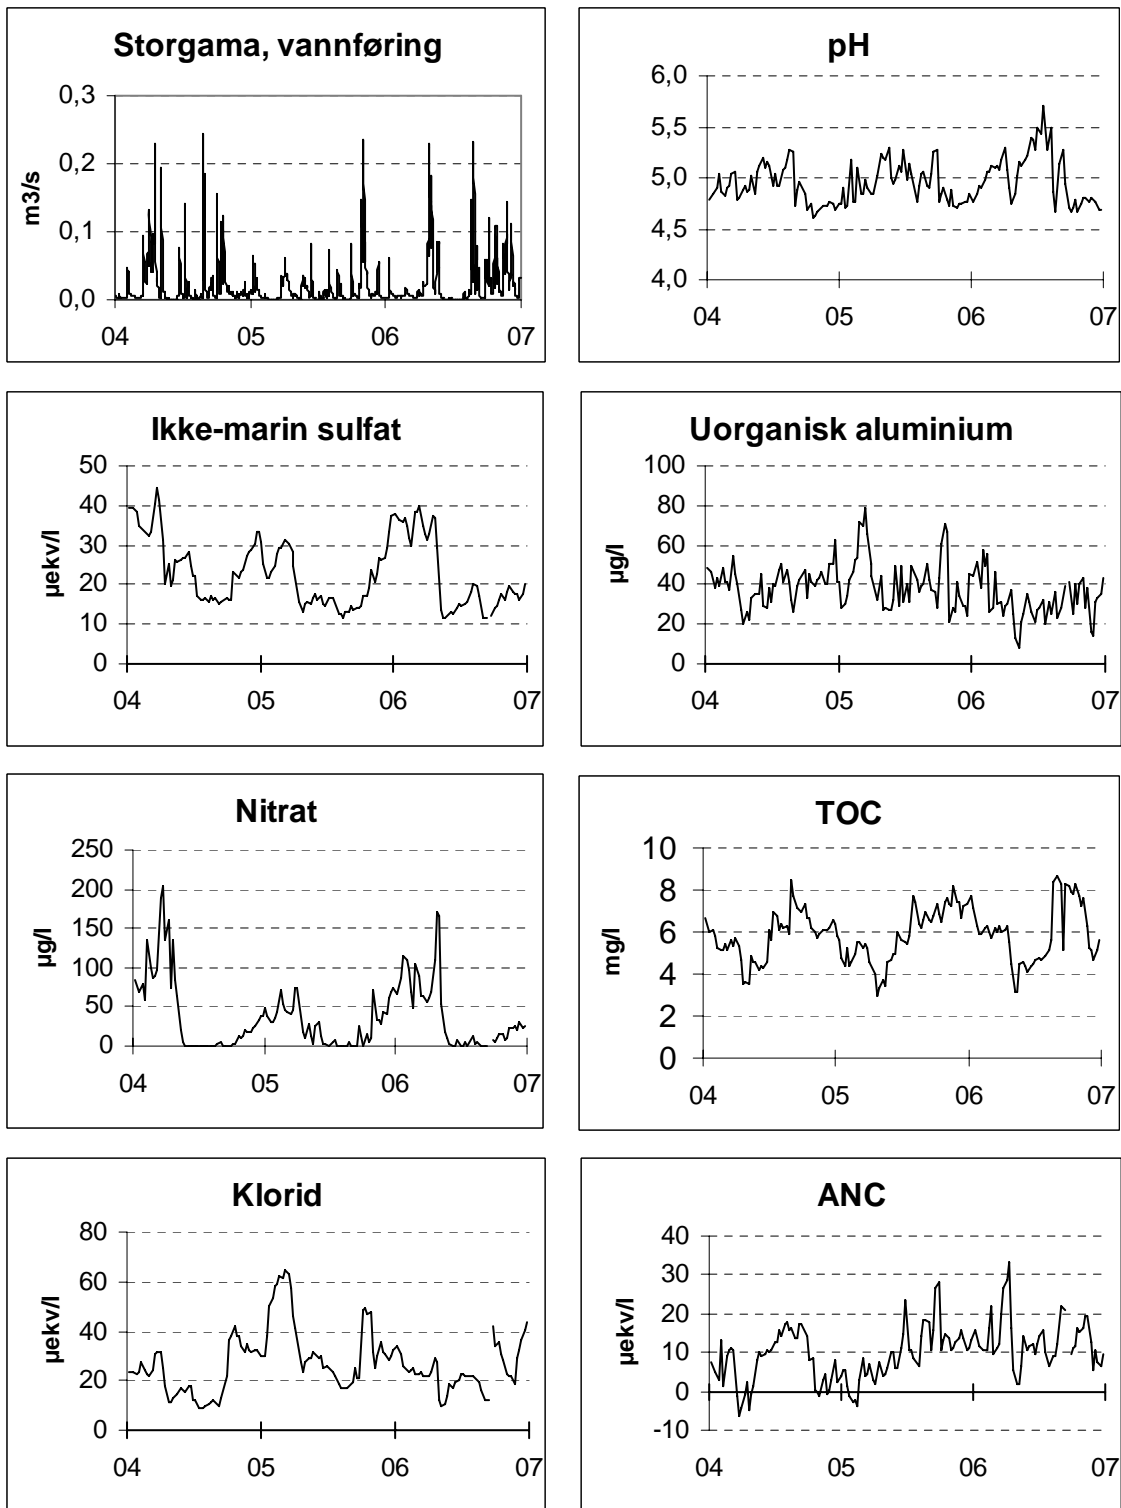 Storgama, vannføring
m3/s
0,3
0,2
0,1
0,0
04 05 06 07
pH
6,0
5,5
5,0
4,5
4,0
04 05 06 07
Ikke-marin sulfat
µekv/l
50
40
30
20
10
0
04 05 06 07
Uorganisk aluminium
µg/l
100
80
60
40
20
0
04 05 06 07
Nitrat
µg/l
250
200
150
100
50
0
04 05 06 07
TOC
mg/l
10
8
6
4
2
0
04 05 06 07
Klorid
µekv/l
80
60
40
20
0
04 05 06 07
ANC
µekv/l
40
30
20
10
0
-10
04 05 06 07